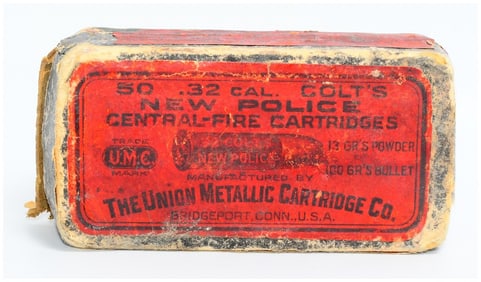 50 .32 CAL. COLT'S
NEW POLICE
CENTRAL-FIRE CARTRIDGES
TRADE
U.M.C.
MARK
NEW POLICE
13 GR'S POWDER
100 GR'S BULLET
MANUFACTURED BY
THE UNION METALLIC CARTRIDGE CO.
BRIDGEPORT, CONN., U.S.A.